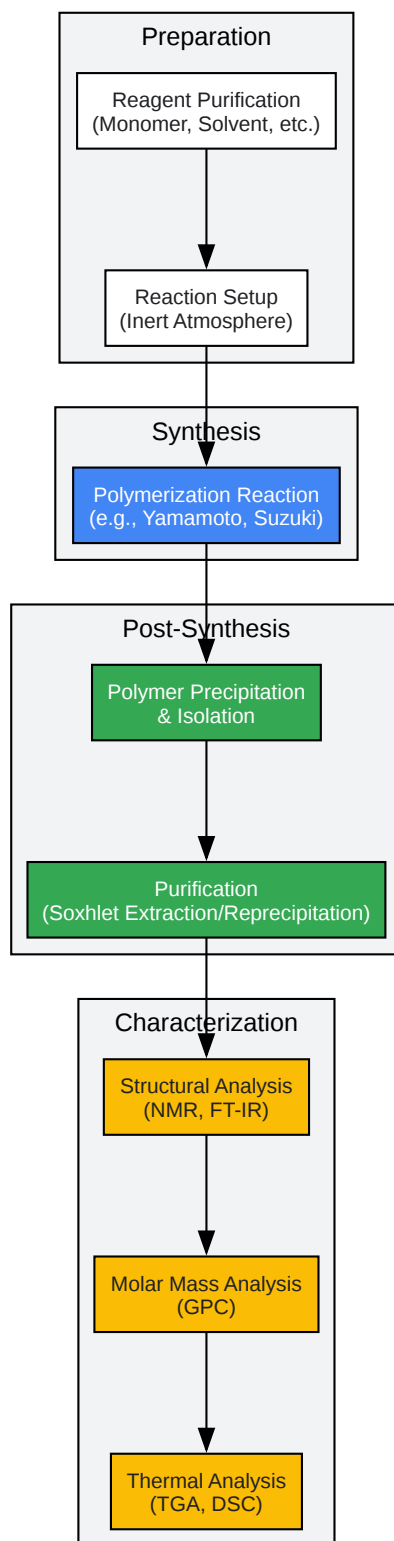 Preparation
Reagent Purification
(Monomer, Solvent, etc.)
Reaction Setup
(Inert Atmosphere)
Synthesis
Polymerization Reaction
(e.g., Yamamoto, Suzuki)
Post-Synthesis
Polymer Precipitation
& Isolation
Purification
(Soxhlet Extraction/Reprecipitation)
Characterization
Structural Analysis
(NMR, FT-IR)
Molar Mass Analysis
(GPC)
Thermal Analysis
(TGA, DSC)